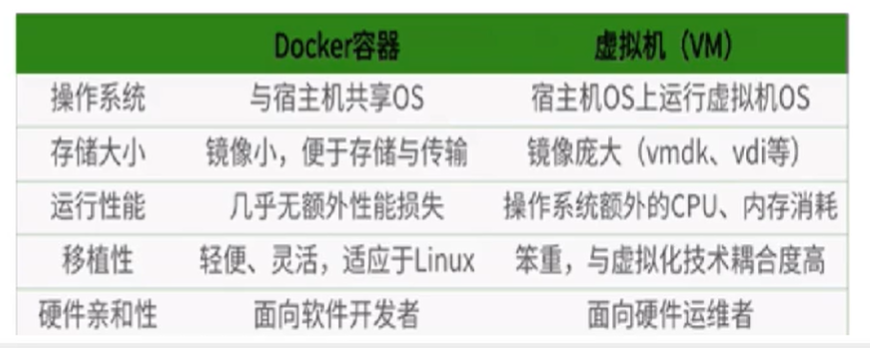 Docker容器 虚拟机（VM）
操作系统 与宿主机共享OS 宿主机OS上运行虚拟机OS
存储大小 镜像小，便于存储与传输 镜像庞大（vmdk、vdi等）
运行性能 几乎无额外性能损失 操作系统额外的CPU、内存消耗
移植性 轻便、灵活，适应于Linux 笨重，与虚拟化技术耦合度高
硬件亲和性 面向软件开发者 面向硬件运维者